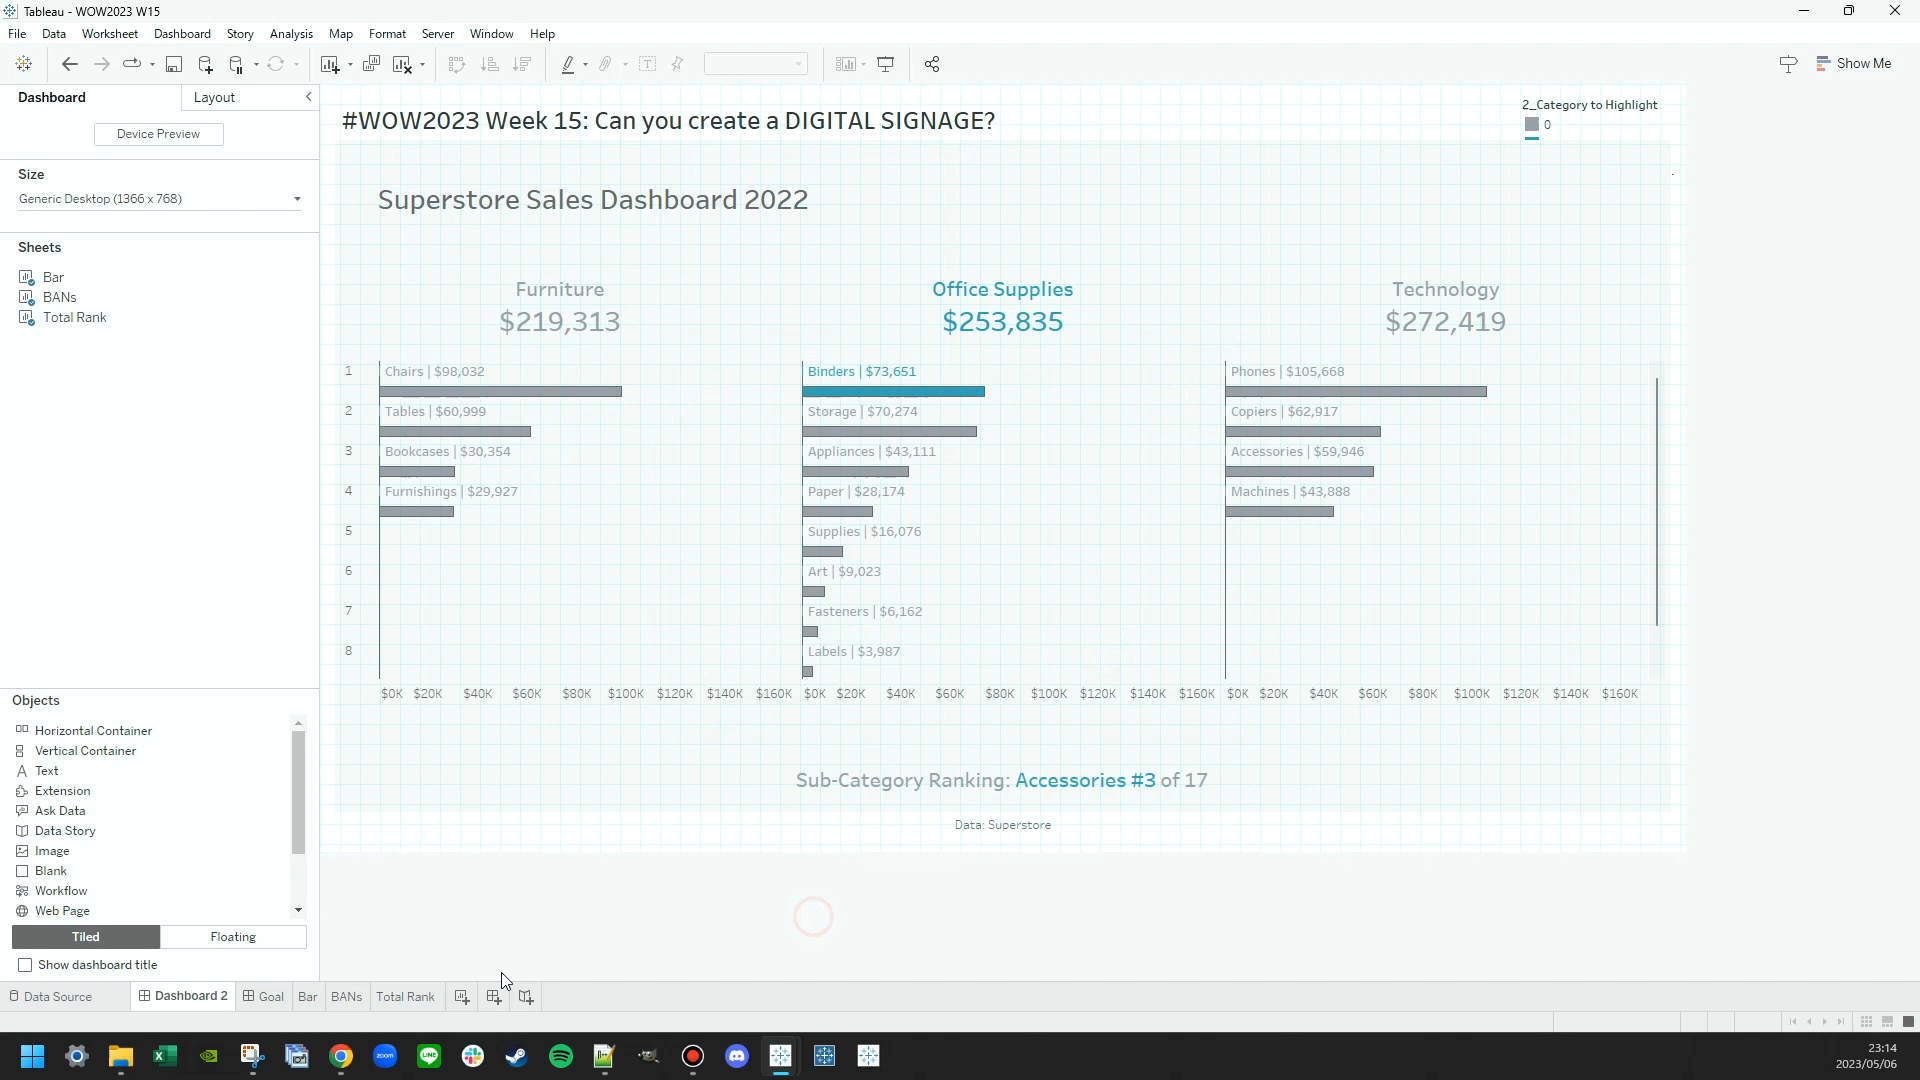 Tableau - WOW2023 W15
File Data Worksheet Dashboard Story Analysis Map Format Server Window Help
Show Me
Dashboard Layout
Device Preview
Size
Generic Desktop (1366 x 768)
Sheets
Bar
BANs
Total Rank
Objects
Horizontal Container
Vertical Container
Text
Extension
Ask Data
Data Story
Image
Blank
Workflow
Web Page
Tiled Floating
Show dashboard title
#WOW2023 Week 15: Can you create a DIGITAL SIGNAGE?
2_Category to Highlight
0
Superstore Sales Dashboard 2022
Furniture Office Supplies Technology
$219,313 $253,835 $272,419
1 Chairs | $98,032 Binders | $73,651 Phones | $105,668
2 Tables | $60,999 Storage | $70,274 Copiers | $62,917
3 Bookcases | $30,354 Appliances | $43,111 Accessories | $59,946
4 Furnishings | $29,927 Paper | $28,174 Machines | $43,888
5 Supplies | $16,076
6 Art | $9,023
7 Fasteners | $6,162
8 Labels | $3,987
$0K $20K $40K $60K $80K $100K $120K $140K $160K $0K $20K $40K $60K $80K $100K $120K $140K $160K $0K $20K $40K $60K $80K $100K $120K $140K $160K
Sub-Category Ranking: Accessories #3 of 17
Data: Superstore
Data Source Dashboard 2 Goal Bar BANs Total Rank
zoom
LINE
23:14
2023/05/06